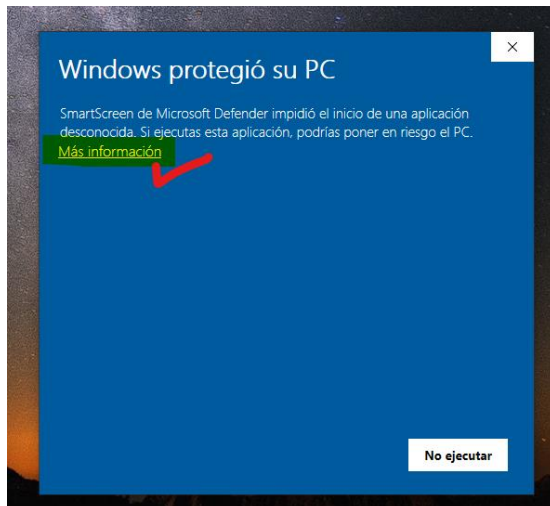 Windows protegió su PC
SmartScreen de Microsoft Defender impidió el inicio de una aplicación
desconocida. Si ejecutas esta aplicación, podrías poner en riesgo el PC.
Más información
No ejecutar